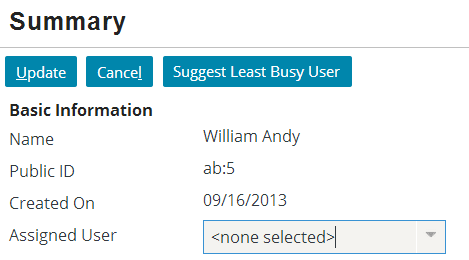 Summary
Update Cancel Suggest Least Busy User
Basic Information
Name William Andy
Public ID ab:5
Created On 09/16/2013
Assigned User <none selected>